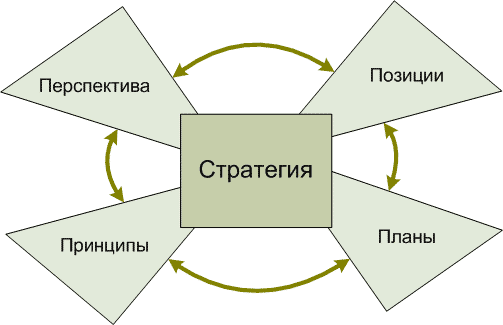 Перспектива
Позиции
Стратегия
Принципы
Планы